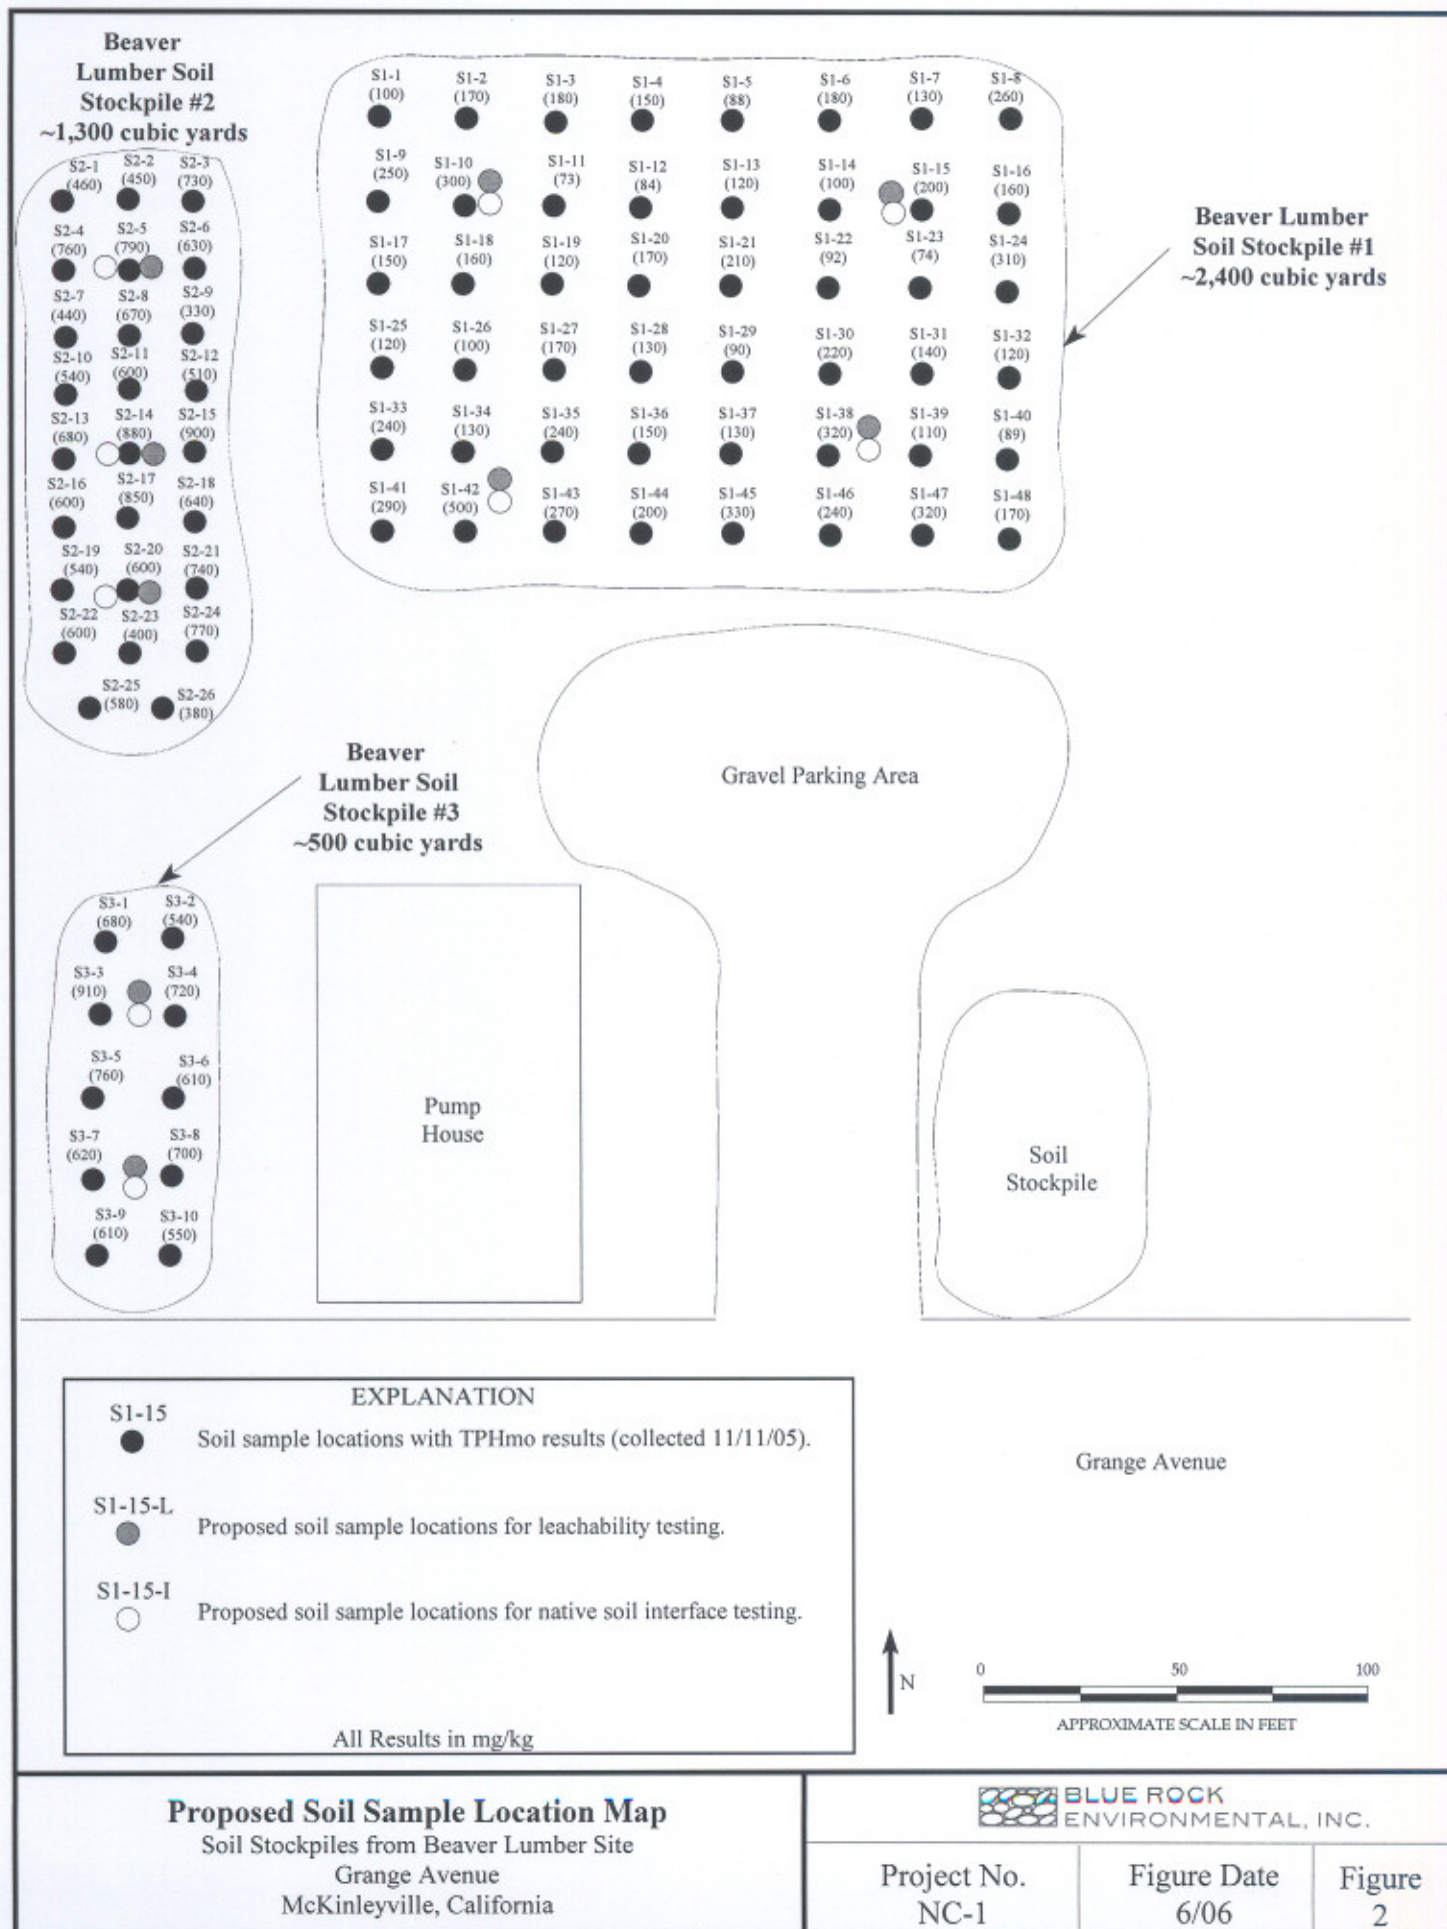 Beaver
Lumber Soil
Stockpile #2
~1,300 cubic yards
S1-1 S1-2 S1-3 S1-4 S1-5 S1-6 S1-7 S1-8
(100) (170) (180) (150) (88) (180) (130) (260)
S1-9 S1-10 S1-11 S1-12 S1-13 S1-14 S1-15 S1-16
(250) (300) (73) (84) (120) (100) (200) (160)
S1-17 S1-18 S1-19 S1-20 S1-21 S1-22 S1-23 S1-24
(150) (160) (120) (170) (210) (92) (74) (310)
S1-25 S1-26 S1-27 S1-28 S1-29 S1-30 S1-31 S1-32
(120) (100) (170) (130) (90) (220) (140) (120)
S1-33 S1-34 S1-35 S1-36 S1-37 S1-38 S1-39 S1-40
(240) (130) (240) (150) (130) (320) (110) (89)
S1-41 S1-42 S1-43 S1-44 S1-45 S1-46 S1-47 S1-48
(290) (500) (270) (200) (330) (240) (320) (170)
Beaver Lumber
Soil Stockpile #1
~2,400 cubic yards
S2-1 S2-2 S2-3
(460) (450) (730)
S2-4 S2-5 S2-6
(760) (790) (630)
S2-7 S2-8 S2-9
(440) (670) (330)
S2-10 S2-11 S2-12
(540) (600) (510)
S2-13 S2-14 S2-15
(680) (880) (900)
S2-16 S2-17 S2-18
(600) (850) (640)
S2-19 S2-20 S2-21
(540) (600) (740)
S2-22 S2-23 S2-24
(600) (400) (770)
S2-25 S2-26
(580) (380)
Beaver
Lumber Soil
Stockpile #3
~500 cubic yards
Gravel Parking Area
S3-1 S3-2
(680) (540)
S3-3 S3-4
(910) (720)
S3-5 S3-6
(760) (610)
S3-7 S3-8
(620) (700)
S3-9 S3-10
(610) (550)
Pump
House
Soil
Stockpile
EXPLANATION
S1-15
Soil sample locations with TPHmo results (collected 11/11/05).
S1-15-L
Proposed soil sample locations for leachability testing.
S1-15-I
Proposed soil sample locations for native soil interface testing.
All Results in mg/kg
Grange Avenue
N
0 50 100
APPROXIMATE SCALE IN FEET
Proposed Soil Sample Location Map
Soil Stockpiles from Beaver Lumber Site
Grange Avenue
McKinleyville, California
BLUE ROCK
ENVIRONMENTAL, INC.
Project No.
NC-1
Figure Date
6/06
Figure
2